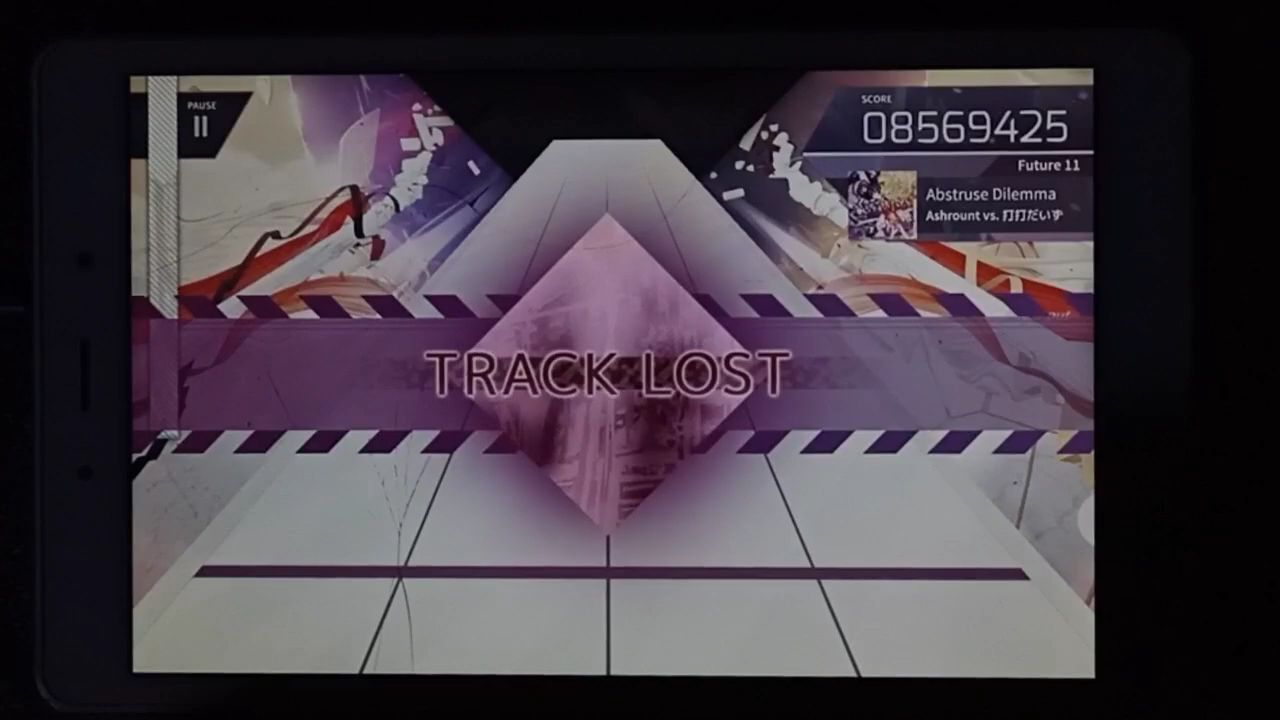 PAUSE
SCORE
08569425
Future 11
Abstruse Dilemma
Ashrount vs. 打打だいず
TRACK LOST